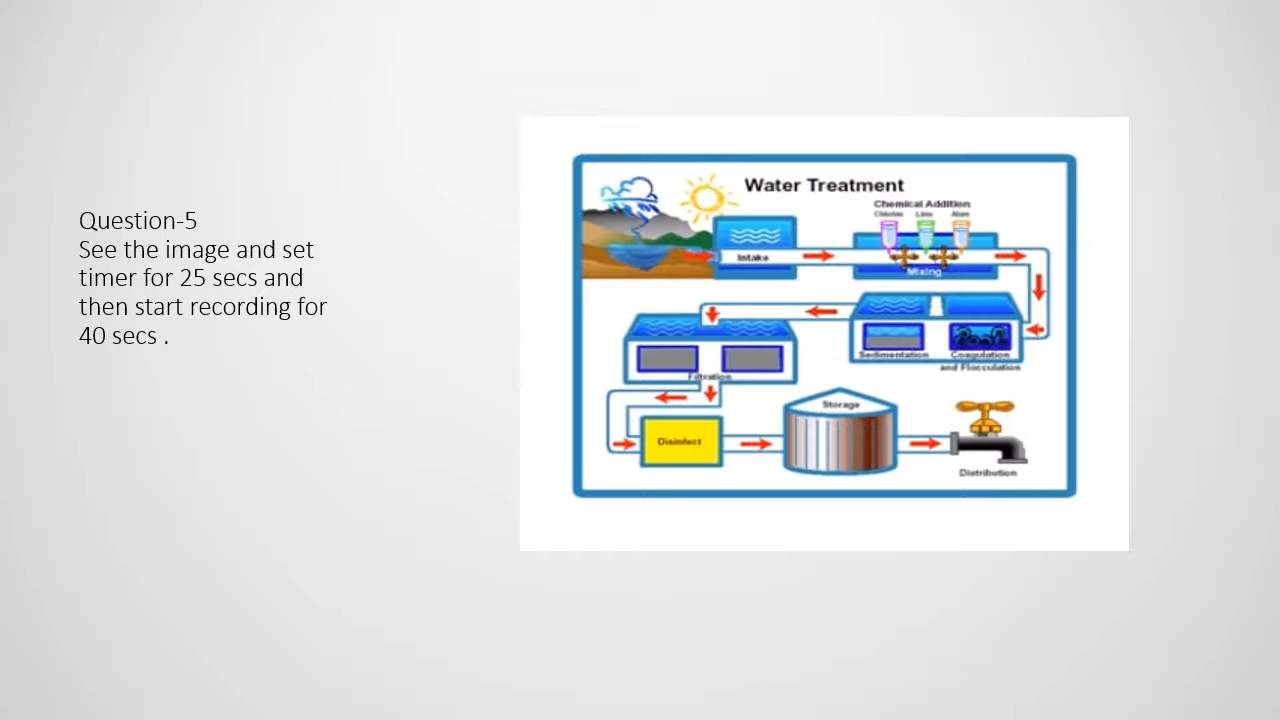 Question-5
See the image and set
timer for 25 secs and
then start recording for
40 secs .
Water Treatment
Chemical Addition
Chlorine Lime Alum
Intake
Mixing
Sedimentation
Coagulation
and Flocculation
Filtration
Storage
Disinfect
Distribution